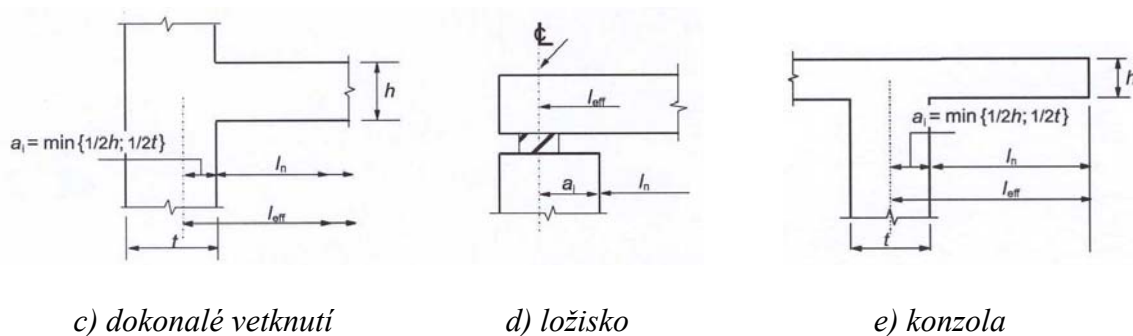 ℄
h
l_eff
h
a_i = min{1/2h; 1/2t}
a_i = min{1/2h; 1/2t}
l_n
a_i
l_n
l_n
l_eff
l_eff
t
t
c) dokonalé vetknutí
d) ložisko
e) konzola